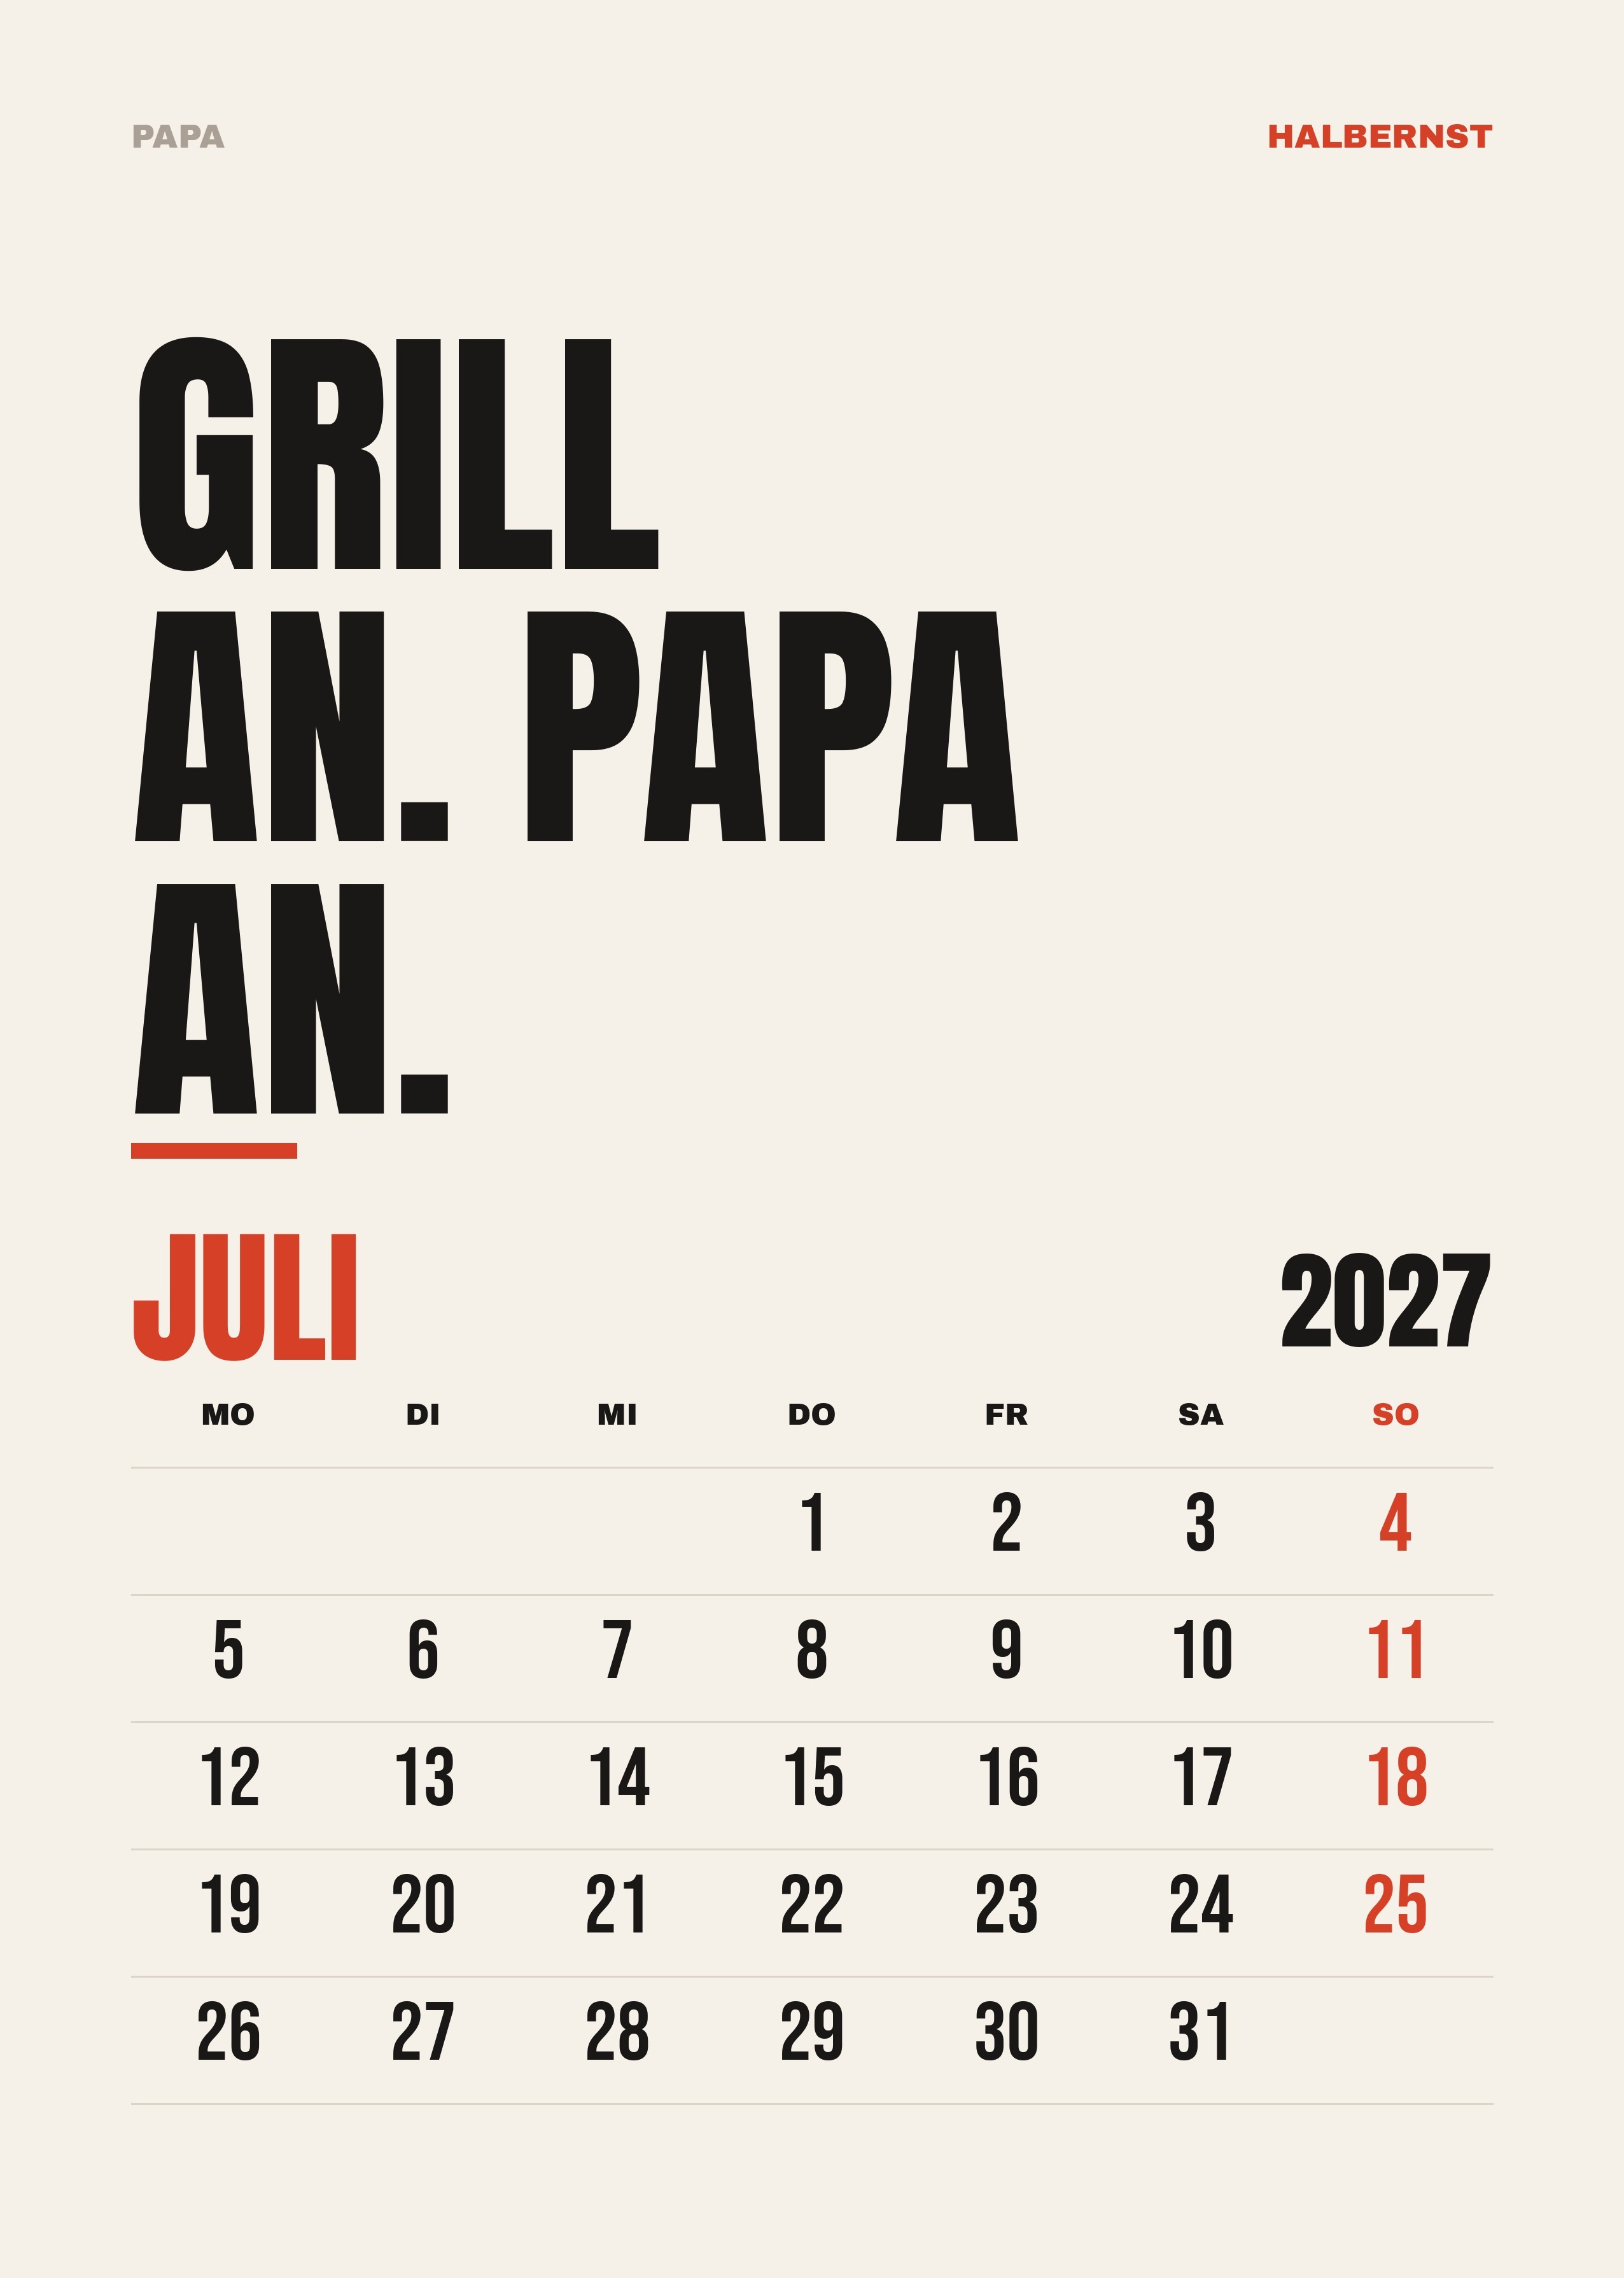 PAPA HALBERNST
GRILL
AN. PAPA
AN.
JULI 2027
MO DI MI DO FR SA SO
1 2 3 4
5 6 7 8 9 10 11
12 13 14 15 16 17 18
19 20 21 22 23 24 25
26 27 28 29 30 31